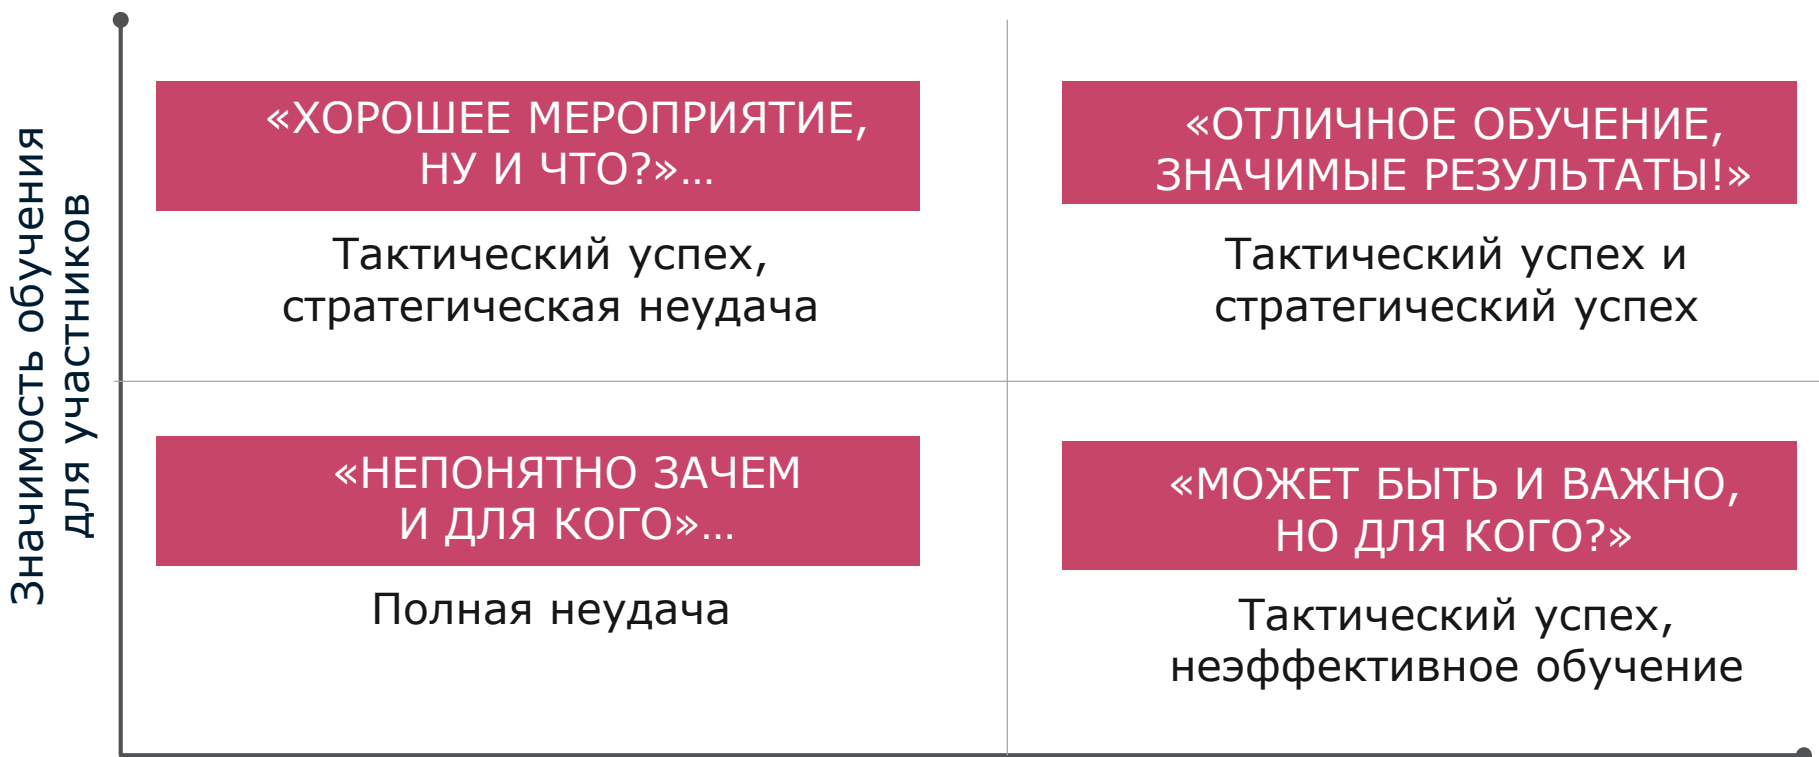 Значимость обучения
для участников
«ХОРОШЕЕ МЕРОПРИЯТИЕ,
НУ И ЧТО?»...
Тактический успех,
стратегическая неудача
«ОТЛИЧНОЕ ОБУЧЕНИЕ,
ЗНАЧИМЫЕ РЕЗУЛЬТАТЫ!»
Тактический успех и
стратегический успех
«НЕПОНЯТНО ЗАЧЕМ
И ДЛЯ КОГО»...
Полная неудача
«МОЖЕТ БЫТЬ И ВАЖНО,
НО ДЛЯ КОГО?»
Тактический успех,
неэффективное обучение